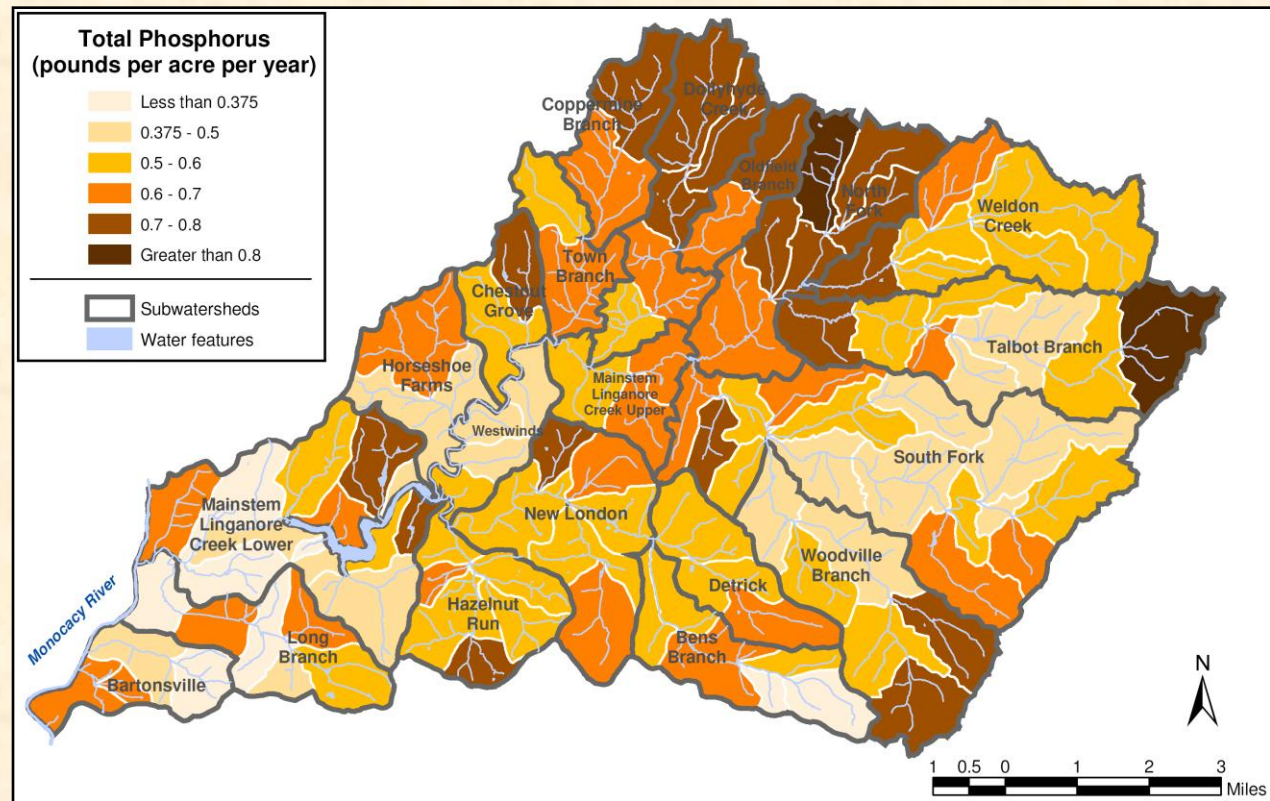 Total Phosphorus
(pounds per acre per year)
Less than 0.375
0.375 - 0.5
0.5 - 0.6
0.6 - 0.7
0.7 - 0.8
Greater than 0.8
Subwatersheds
Water features
Coppermine
Branch
Dollyhyde
Creek
Oldfield
Branch
North
Fork
Weldon
Creek
Town
Branch
Chestnut
Grove
Talbot Branch
Horseshoe
Farms
Mainstem
Linganore
Creek Upper
Westwinds
South Fork
Mainstem
Linganore
Creek Lower
New London
Woodville
Branch
Detrick
Hazelnut
Run
Bens
Branch
Long
Branch
Bartonsville
Monocacy River
N
1 0.5 0 1 2 3
Miles